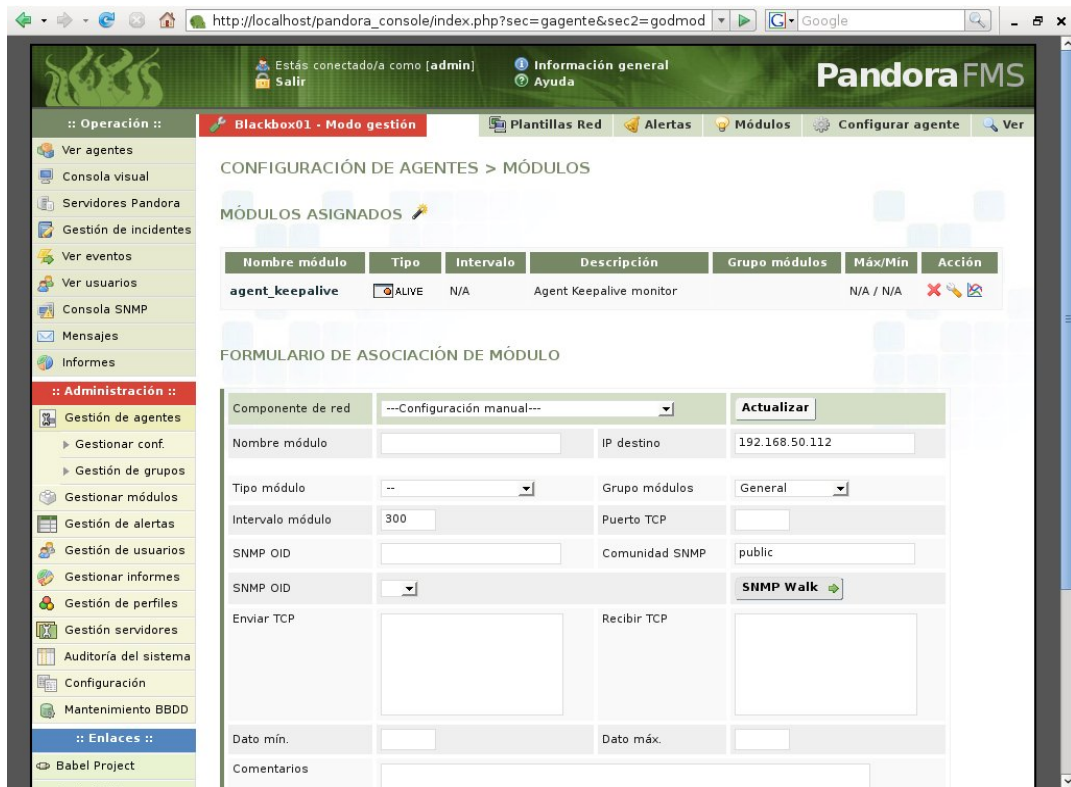 http://localhost/pandora_console/index.php?sec=gagente&sec2=godmod
Google
Estás conectado/a como [admin]
Salir
Información general
Ayuda
Pandora FMS
:: Operación ::
Ver agentes
Consola visual
Servidores Pandora
Gestión de incidentes
Ver eventos
Ver usuarios
Consola SNMP
Mensajes
Informes
:: Administración ::
Gestión de agentes
Gestionar conf.
Gestión de grupos
Gestionar módulos
Gestión de alertas
Gestión de usuarios
Gestionar informes
Gestión de perfiles
Gestión servidores
Auditoría del sistema
Configuración
Mantenimiento BBDD
:: Enlaces ::
Babel Project
Blackbox01 - Modo gestión
Plantillas Red
Alertas
Módulos
Configurar agente
Ver
CONFIGURACIÓN DE AGENTES > MÓDULOS
MÓDULOS ASIGNADOS
Nombre módulo Tipo Intervalo Descripción Grupo módulos Máx/Mín Acción
agent_keepalive ALIVE N/A Agent Keepalive monitor N/A / N/A
FORMULARIO DE ASOCIACIÓN DE MÓDULO
Componente de red ---Configuración manual--- Actualizar
Nombre módulo IP destino 192.168.50.112
Tipo módulo -- Grupo módulos General
Intervalo módulo 300 Puerto TCP
SNMP OID Comunidad SNMP public
SNMP OID SNMP Walk
Enviar TCP Recibir TCP
Dato mín. Dato máx.
Comentarios